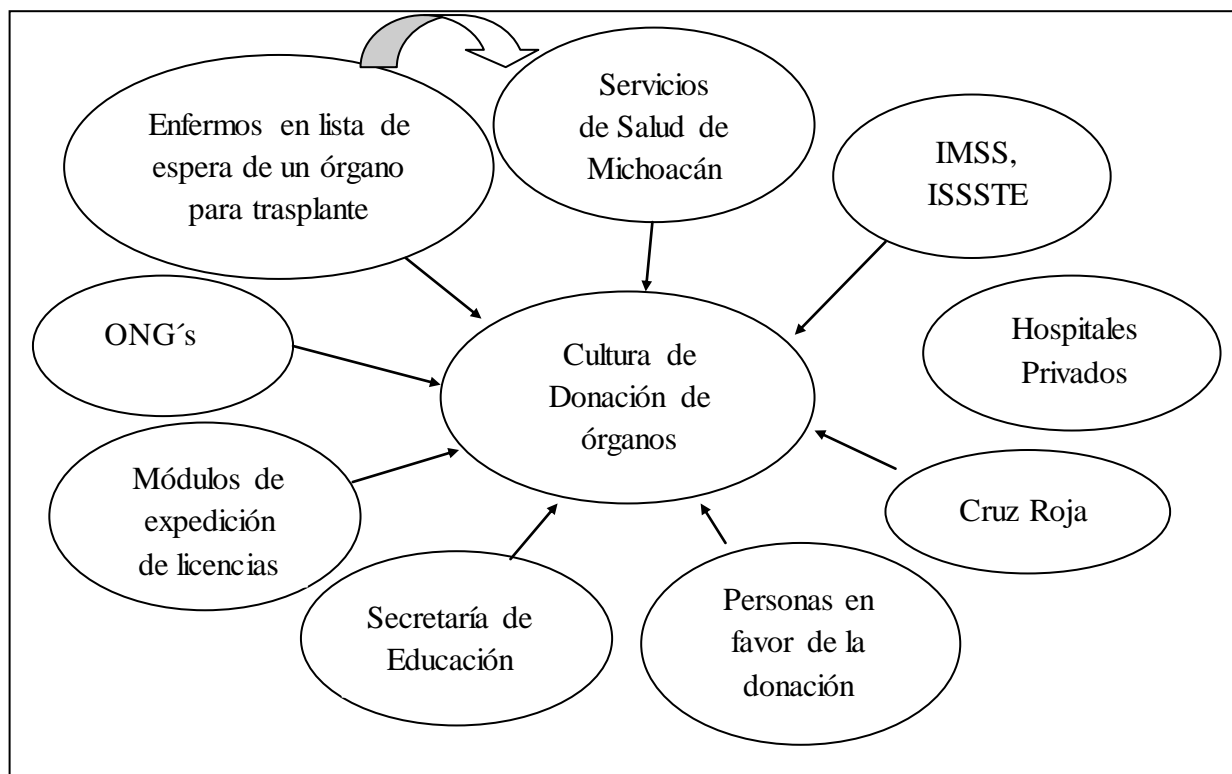 Enfermos en lista de
espera de un órgano
para trasplante
Servicios
de Salud de
Michoacán
IMSS,
ISSSTE
ONG´s
Cultura de
Donación de
órganos
Hospitales
Privados
Módulos de
expedición
de licencias
Cruz Roja
Secretaría de
Educación
Personas en
favor de la
donación